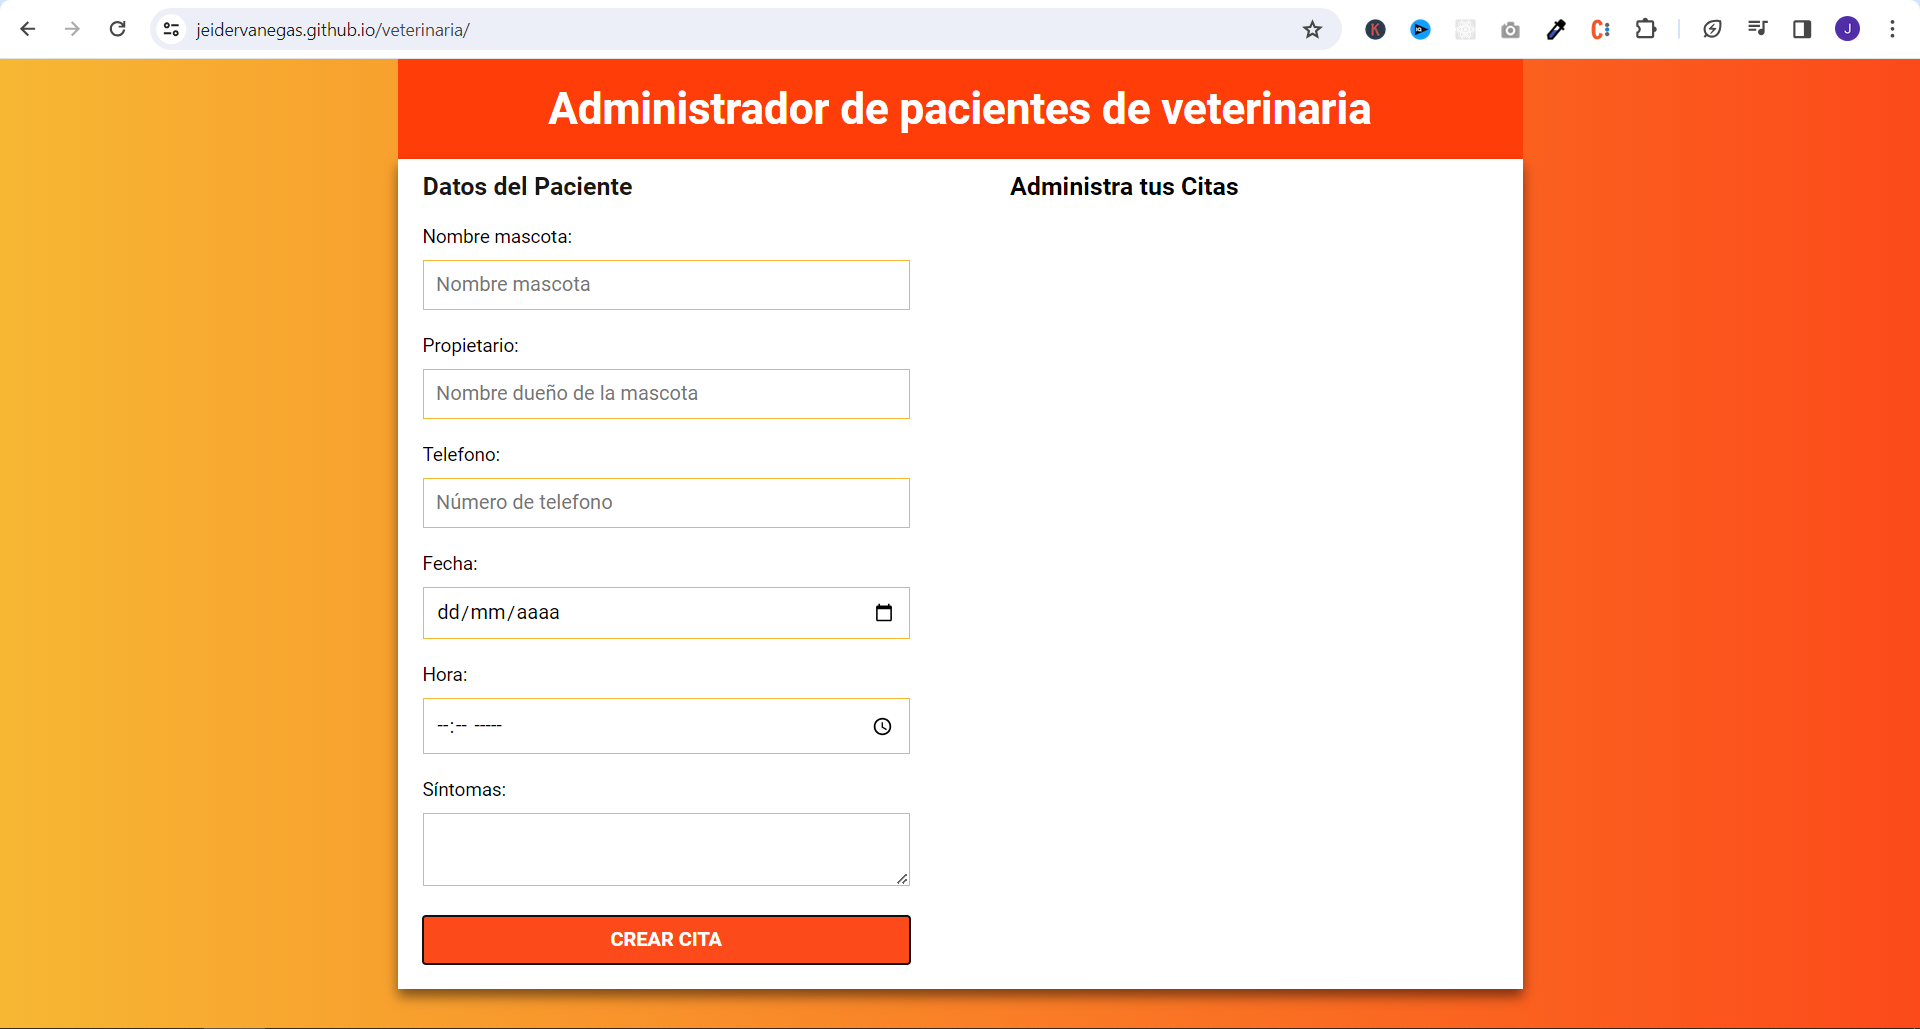 jeidervanegas.github.io/veterinaria/
J
Administrador de pacientes de veterinaria
Datos del Paciente
Nombre mascota:
Nombre mascota
Propietario:
Nombre dueño de la mascota
Telefono:
Número de telefono
Fecha:
dd/mm/aaaa
Hora:
--:-- -----
Síntomas:
CREAR CITA
Administra tus Citas